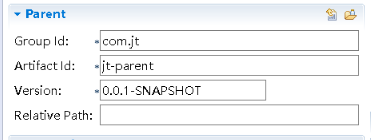 Parent
Group Id: * com.jt
Artifact Id: * jt-parent
Version: * 0.0.1-SNAPSHOT
Relative Path: